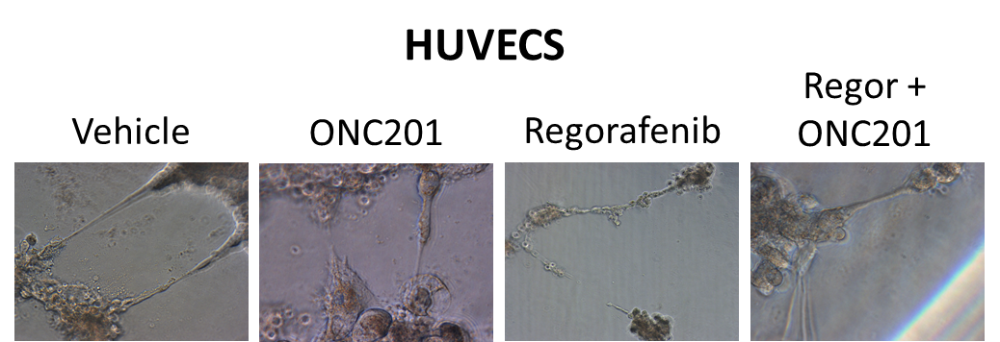 HUVECS
Vehicle
ONC201
Regorafenib
Regor +
ONC201